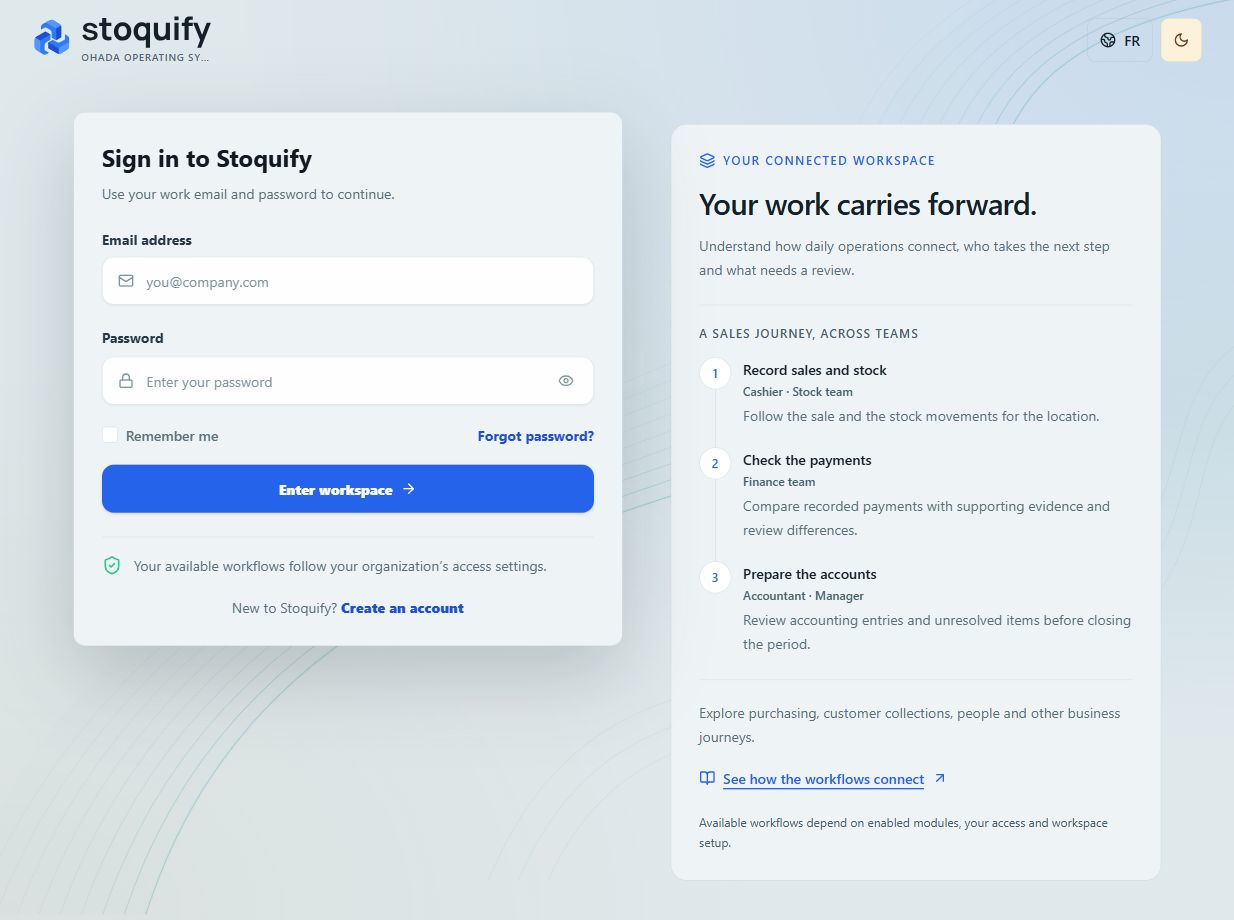 stoquify
OHADA OPERATING SY...
FR
Sign in to Stoquify
Use your work email and password to continue.
Email address
you@company.com
Password
Enter your password
Remember me
Forgot password?
Enter workspace
Your available workflows follow your organization's access settings.
New to Stoquify? Create an account
YOUR CONNECTED WORKSPACE
Your work carries forward.
Understand how daily operations connect, who takes the next step
and what needs a review.
A SALES JOURNEY, ACROSS TEAMS
1
Record sales and stock
Cashier · Stock team
Follow the sale and the stock movements for the location.
2
Check the payments
Finance team
Compare recorded payments with supporting evidence and
review differences.
3
Prepare the accounts
Accountant · Manager
Review accounting entries and unresolved items before closing
the period.
Explore purchasing, customer collections, people and other business
journeys.
See how the workflows connect
Available workflows depend on enabled modules, your access and workspace
setup.